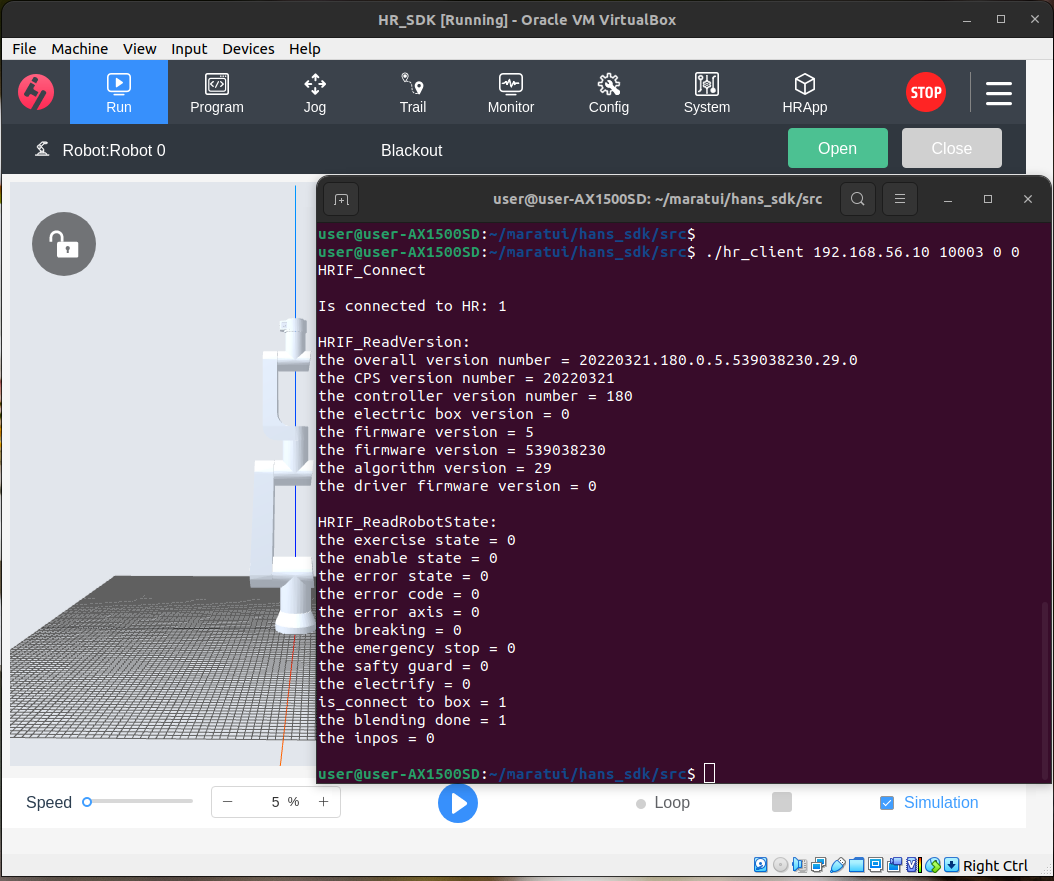 HR_SDK [Running] - Oracle VM VirtualBox
File Machine View Input Devices Help
Run Program Jog Trail Monitor Config System HRApp STOP
Robot:Robot 0 Blackout Open Close
user@user-AX1500SD: ~/maratui/hans_sdk/src
user@user-AX1500SD:~/maratui/hans_sdk/src$
user@user-AX1500SD:~/maratui/hans_sdk/src$ ./hr_client 192.168.56.10 10003 0 0
HRIF_Connect
Is connected to HR: 1
HRIF_ReadVersion:
the overall version number = 20220321.180.0.5.539038230.29.0
the CPS version number = 20220321
the controller version number = 180
the electric box version = 0
the firmware version = 5
the firmware version = 539038230
the algorithm version = 29
the driver firmware version = 0
HRIF_ReadRobotState:
the exercise state = 0
the enable state = 0
the error state = 0
the error code = 0
the error axis = 0
the breaking = 0
the emergency stop = 0
the safty guard = 0
the electrify = 0
is_connect to box = 1
the blending done = 1
the inpos = 0
user@user-AX1500SD:~/maratui/hans_sdk/src$
Speed − 5 % + Loop Simulation
Right Ctrl